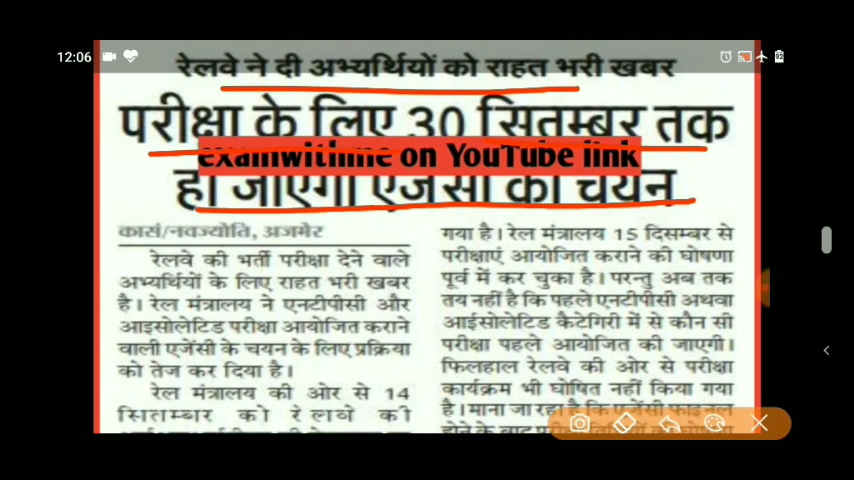 12:06
92
रेलवे ने दी अभ्यर्थियों को राहत भरी खबर
परीक्षा के लिए 30 सितम्बर तक
examwithme on YouTube link
हो जाएगा एजेंसी का चयन
कासं/नवज्योति, अजमेर
रेलवे की भर्ती परीक्षा देने वाले
अभ्यर्थियों के लिए राहत भरी खबर
है। रेल मंत्रालय ने एनटीपीसी और
आइसोलेटिड परीक्षा आयोजित कराने
वाली एजेंसी के चयन के लिए प्रक्रिया
को तेज कर दिया है।
रेल मंत्रालय की ओर से 14
सितम्बर को रेलवे की
गया है। रेल मंत्रालय 15 दिसम्बर से
परीक्षाएं आयोजित कराने की घोषणा
पूर्व में कर चुका है। परन्तु अब तक
तय नहीं है कि पहले एनटीपीसी अथवा
आईसोलेटिड कैटेगिरी में से कौन सी
परीक्षा पहले आयोजित की जाएगी।
फिलहाल रेलवे की ओर से परीक्षा
कार्यक्रम भी घोषित नहीं किया गया
है। माना जा रहा है कि एजेंसी फाइनल
होने के बाद